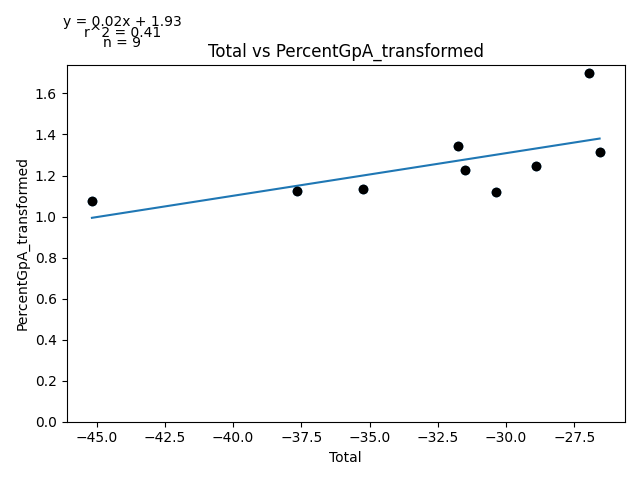 y = 0.02x + 1.93
r^2 = 0.41
n = 9
Total vs PercentGpA_transformed
PercentGpA_transformed
1.6
1.4
1.2
1.0
0.8
0.6
0.4
0.2
0.0
−45.0 −42.5 −40.0 −37.5 −35.0 −32.5 −30.0 −27.5
Total